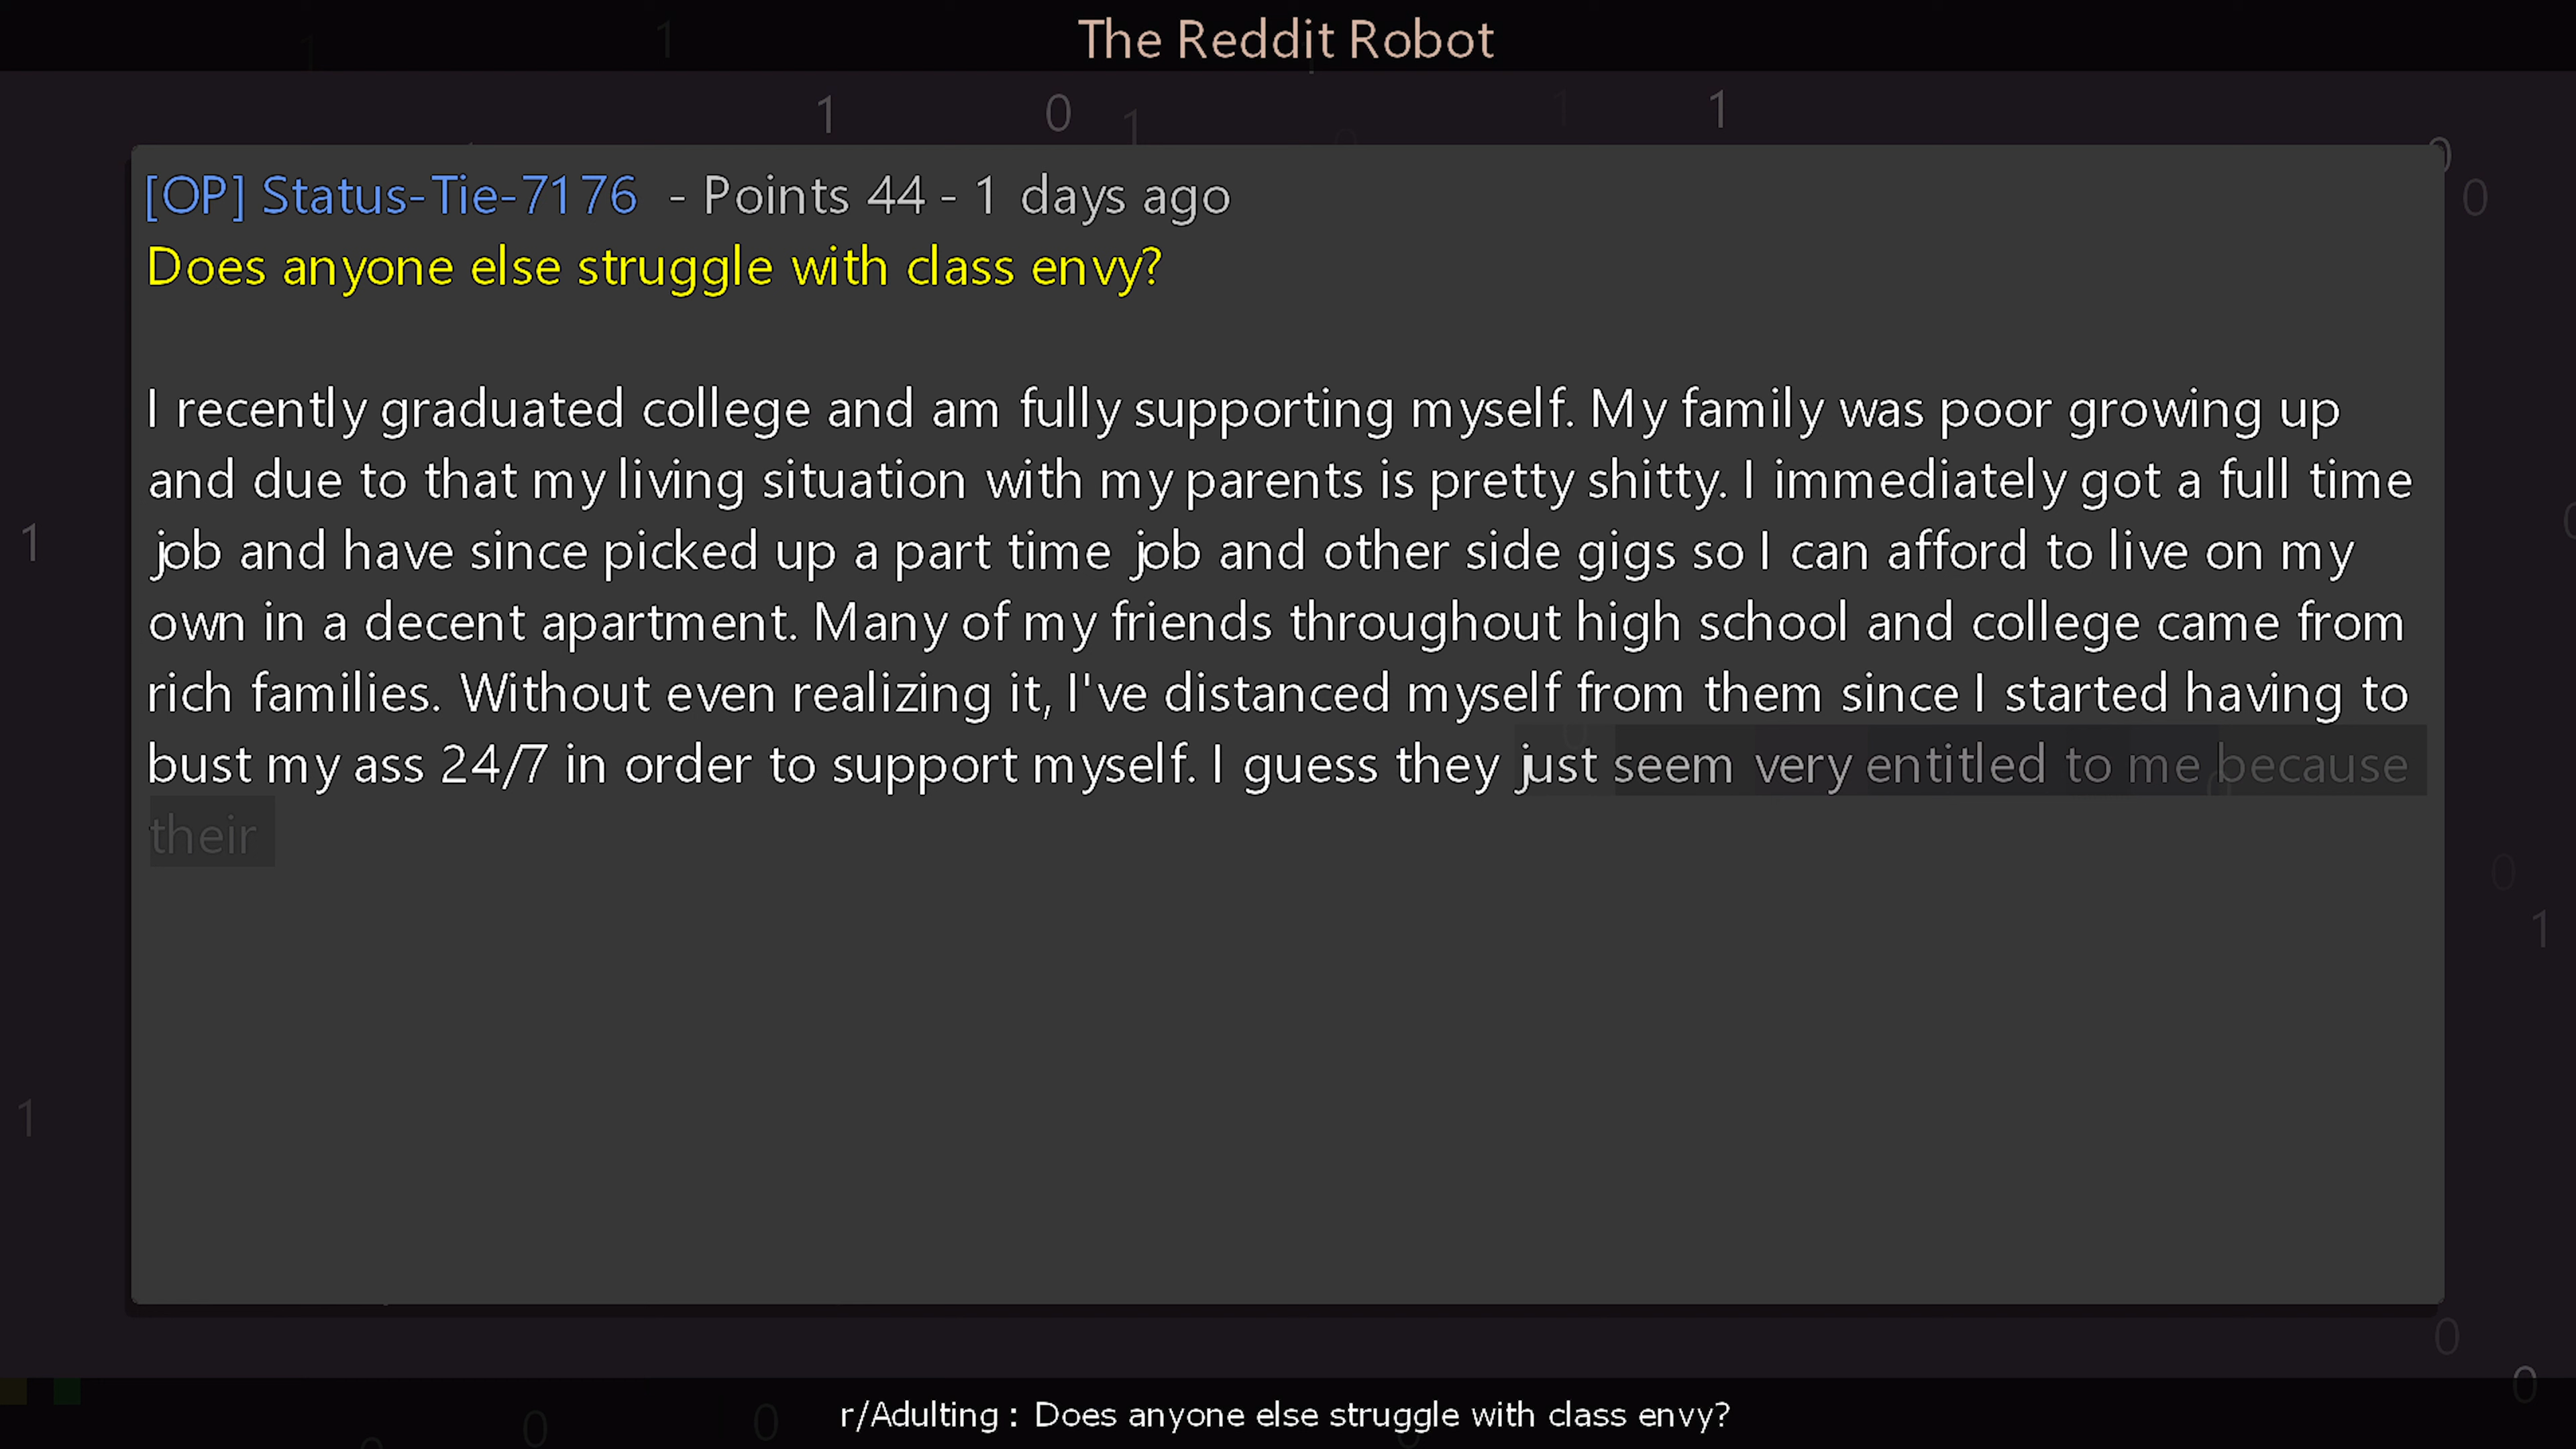 The Reddit Robot
[OP] Status-Tie-7176 - Points 44 - 1 days ago
Does anyone else struggle with class envy?
I recently graduated college and am fully supporting myself. My family was poor growing up
and due to that my living situation with my parents is pretty shitty. I immediately got a full time
job and have since picked up a part time job and other side gigs so I can afford to live on my
own in a decent apartment. Many of my friends throughout high school and college came from
rich families. Without even realizing it, I've distanced myself from them since I started having to
bust my ass 24/7 in order to support myself. I guess they just seem very entitled to me because
their
r/Adulting : Does anyone else struggle with class envy?